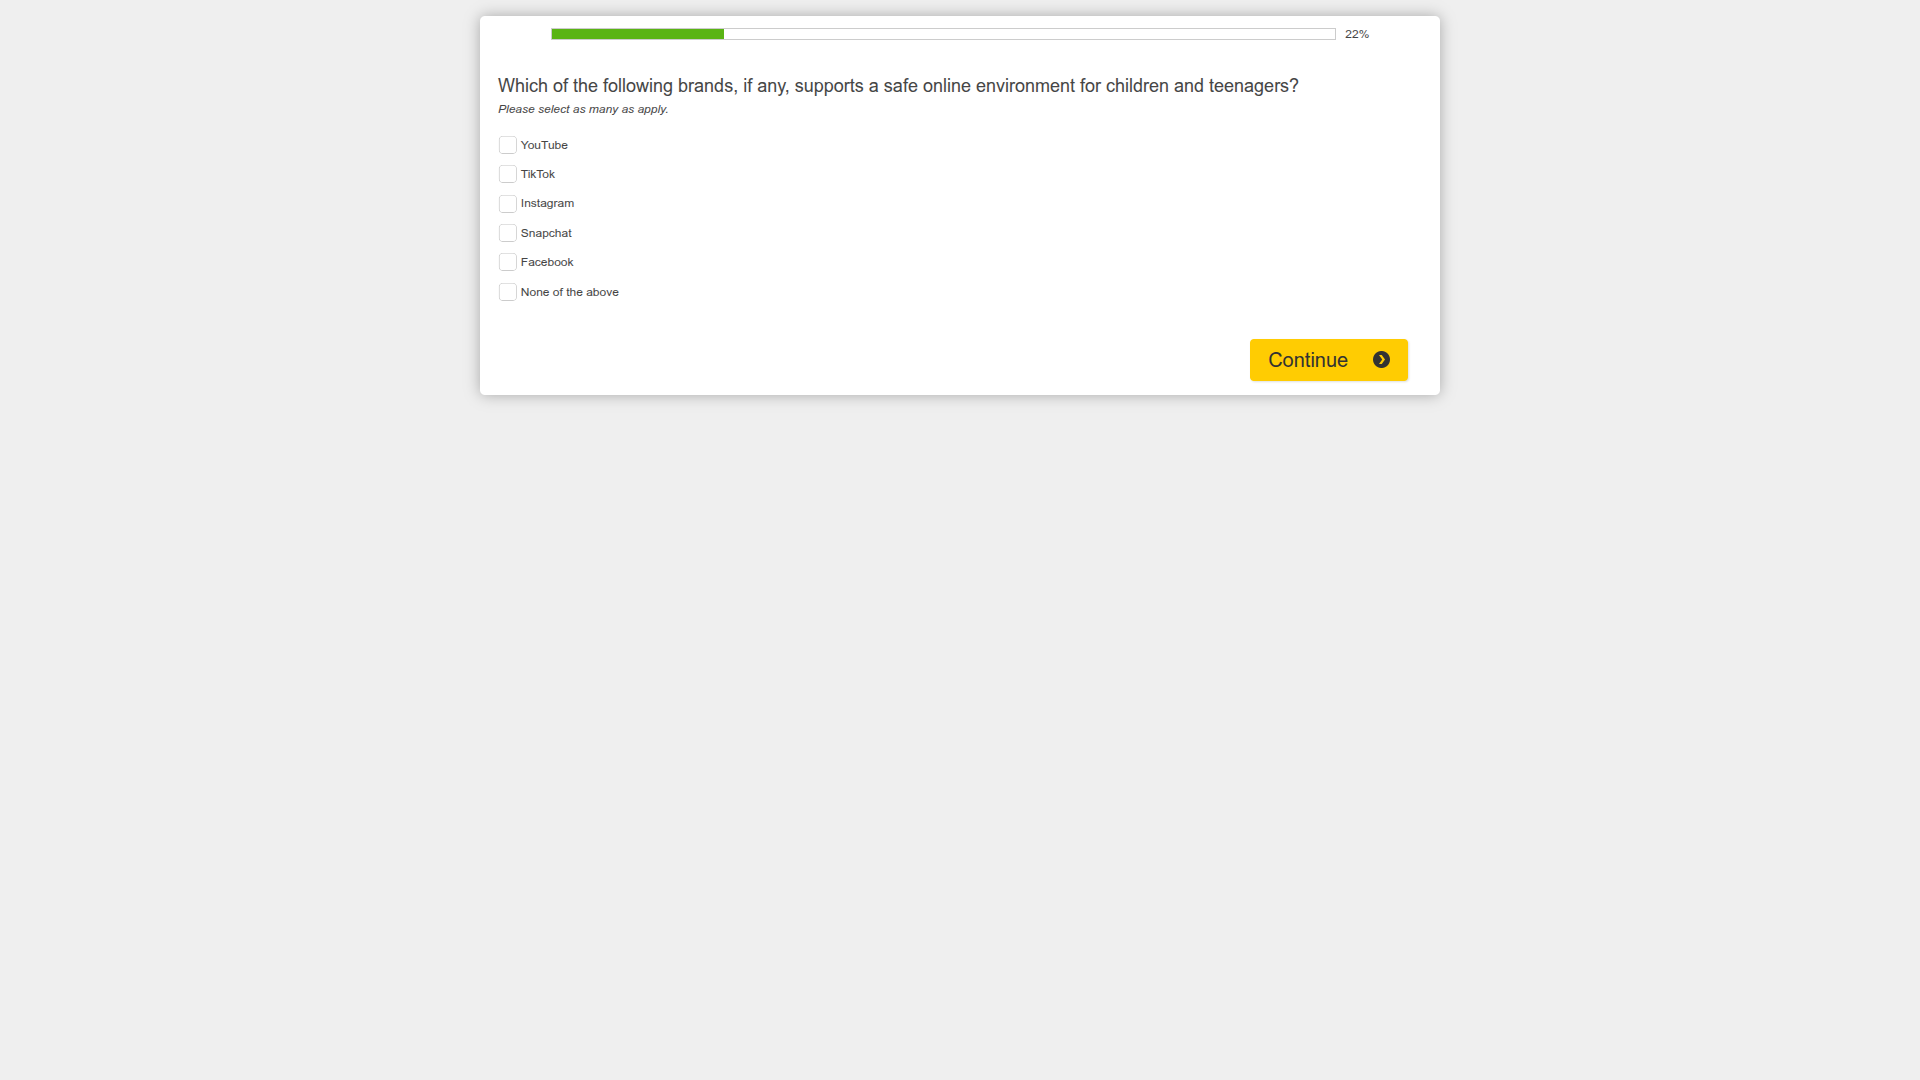 22%
Which of the following brands, if any, supports a safe online environment for children and teenagers?
Please select as many as apply.
YouTube
TikTok
Instagram
Snapchat
Facebook
None of the above
Continue